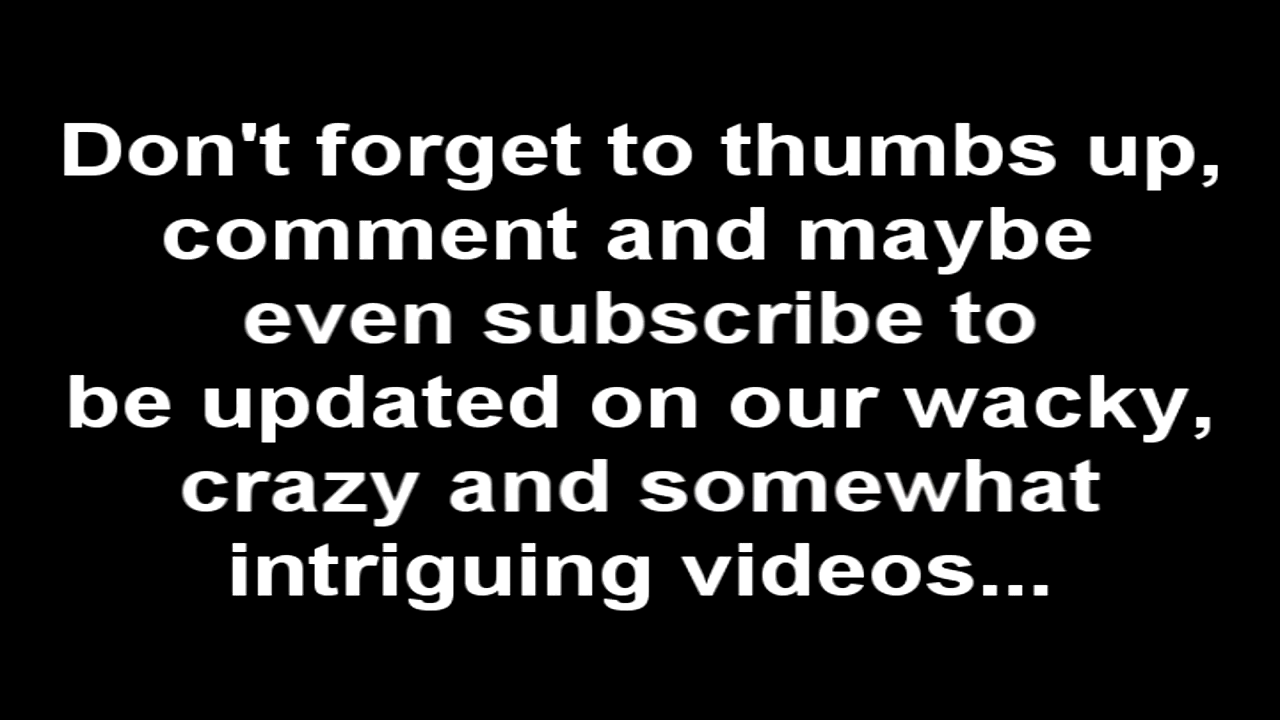 Don't forget to thumbs up,
comment and maybe
even subscribe to
be updated on our wacky,
crazy and somewhat
intriguing videos...